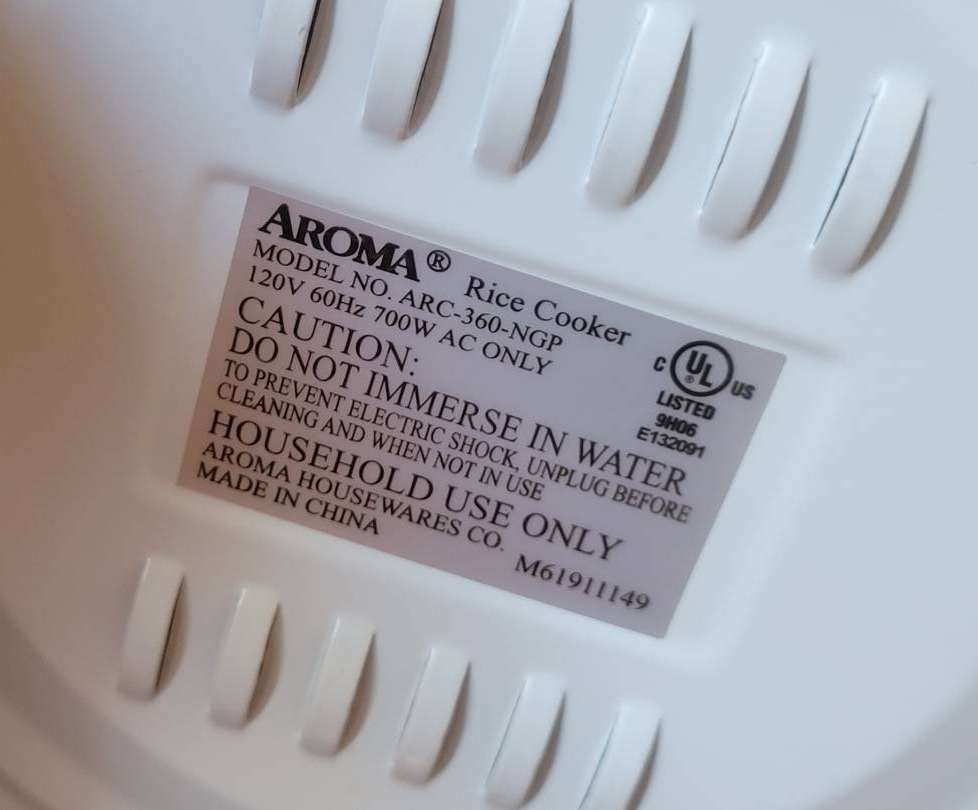 AROMA® Rice Cooker
MODEL NO. ARC-360-NGP
120V 60Hz 700W AC ONLY
CAUTION:
DO NOT IMMERSE IN WATER
TO PREVENT ELECTRIC SHOCK, UNPLUG BEFORE
CLEANING AND WHEN NOT IN USE
HOUSEHOLD USE ONLY
AROMA HOUSEWARES CO.
MADE IN CHINA
M61911149
C UL® US
LISTED
9H06
E132091